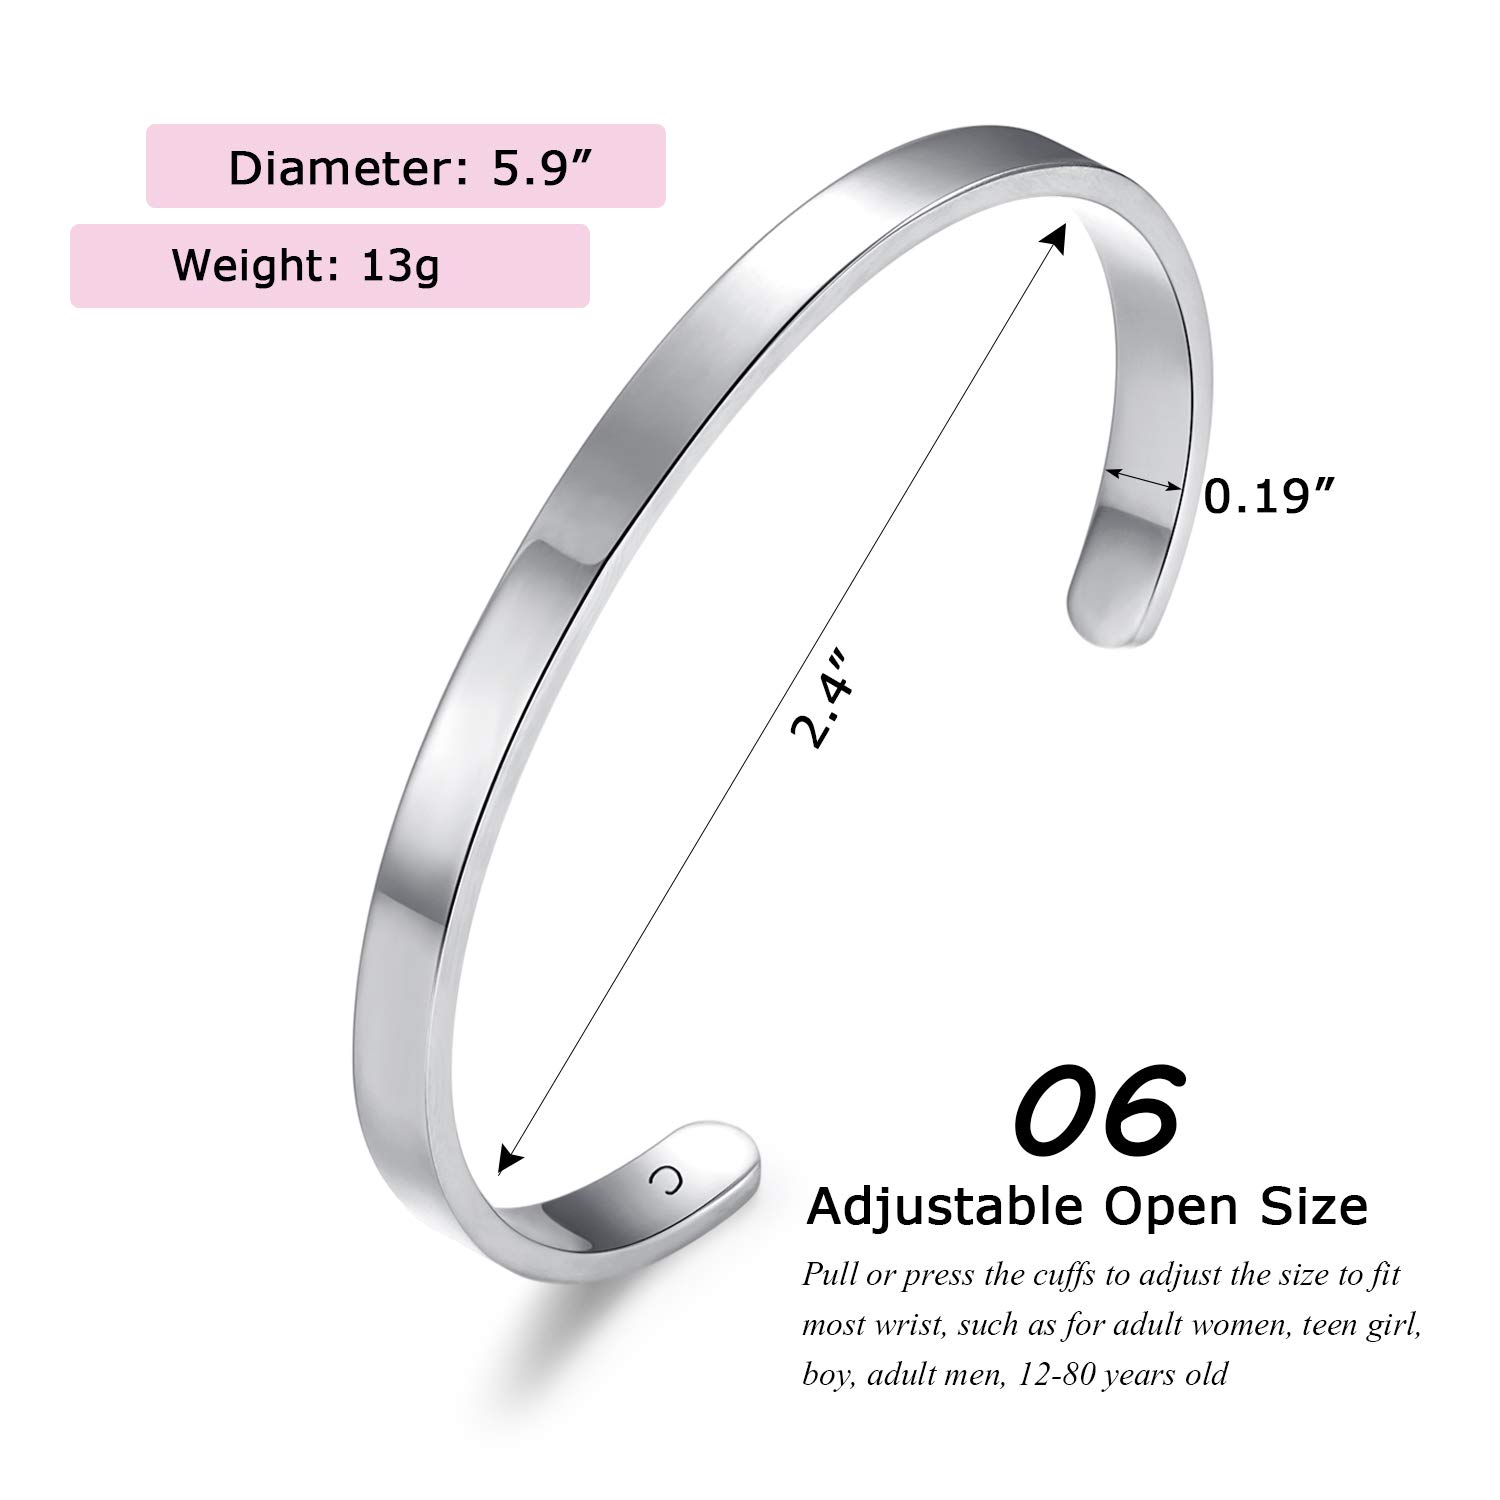 Diameter: 5.9″
Weight: 13g
0.19″
2.4″
C
06
Adjustable Open Size
Pull or press the cuffs to adjust the size to fit
most wrist, such as for adult women, teen girl,
boy, adult men, 12-80 years old